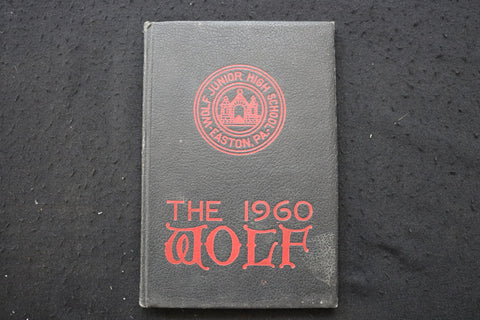 WOLF JUNIOR HIGH SCHOOL
EASTON, PA.
THE 1960
WOLF